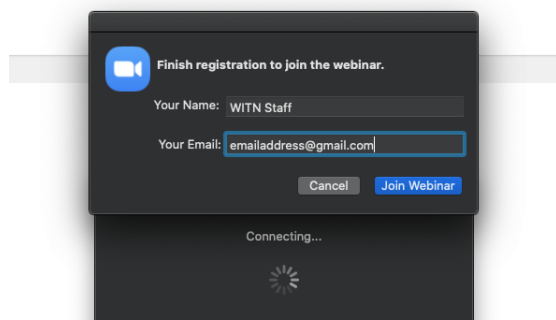 Finish registration to join the webinar.
Your Name: WITN Staff
Your Email: emailaddress@gmail.com
Cancel Join Webinar
Connecting...